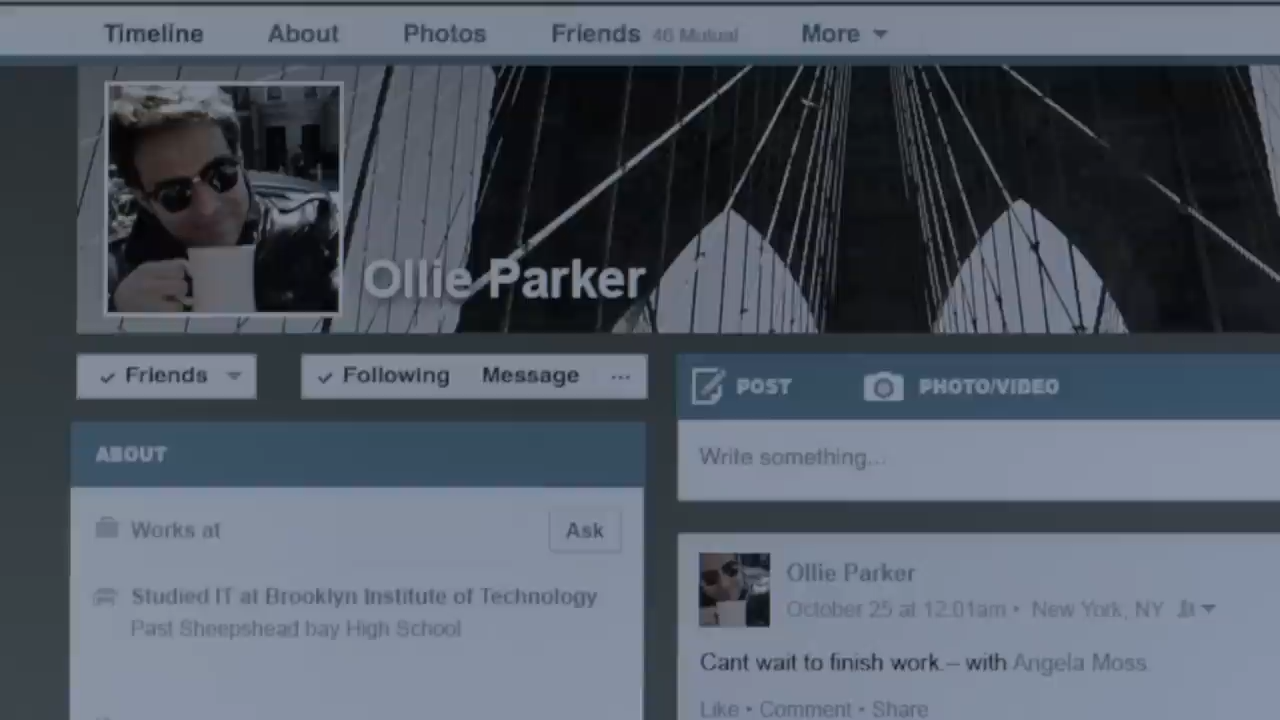 Timeline About Photos Friends 46 Mutual More
Ollie Parker
Friends Following Message ...
POST PHOTO/VIDEO
Write something...
ABOUT
Works at Ask
Studied IT at Brooklyn Institute of Technology
Past Sheepshead bay High School
Ollie Parker
October 25 at 12.01am • New York, NY
Cant wait to finish work.– with Angela Moss
Like • Comment • Share